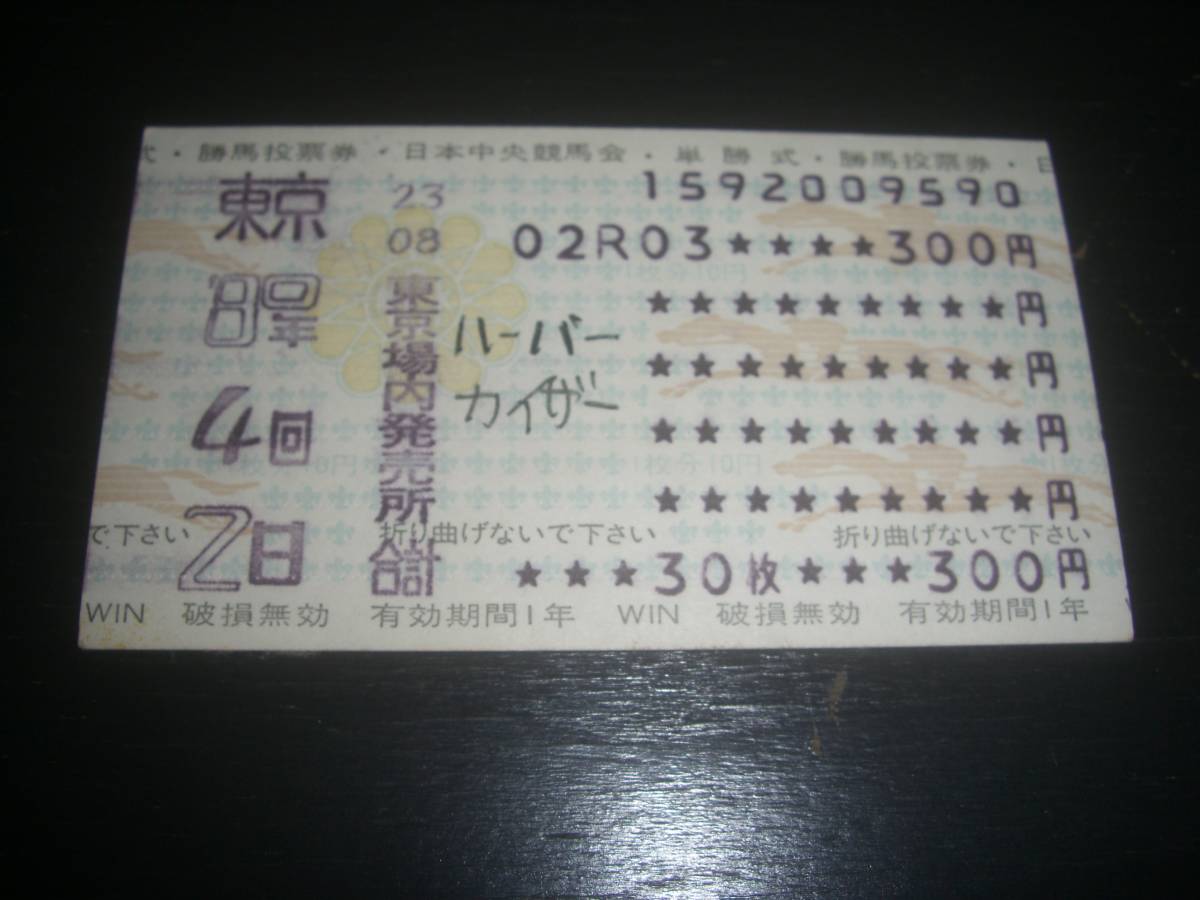 式・勝馬投票券・日本中央競馬会・単勝式・勝馬投票券・日
東京 23 1592009590
08 02R03★★★★300円
年 ★★★★★★★★★円
ハーバー ★★★★★★★★★円
カイザー
4回 ★★★★★★★★★円
1枚分10円
東京場内発売所 ★★★★★★★★★円
で下さい 折り曲げないで下さい 折り曲げないで下さい
2日 合計 ★★★30枚★★★300円
WIN 破損無効 有効期間1年 WIN 破損無効 有効期間1年